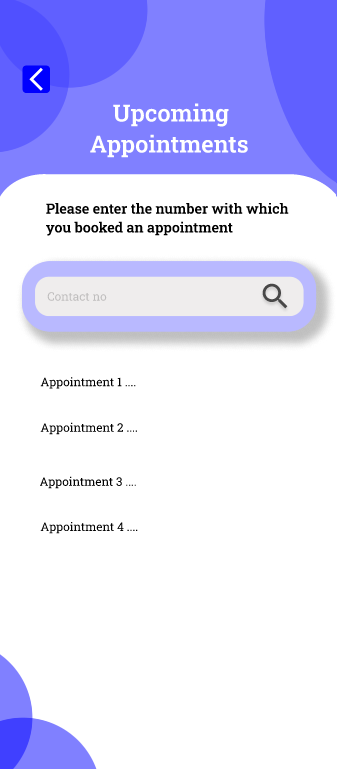 Upcoming
Appointments
Please enter the number with which
you booked an appointment
Contact no
Appointment 1 ....
Appointment 2 ....
Appointment 3 ....
Appointment 4 ....